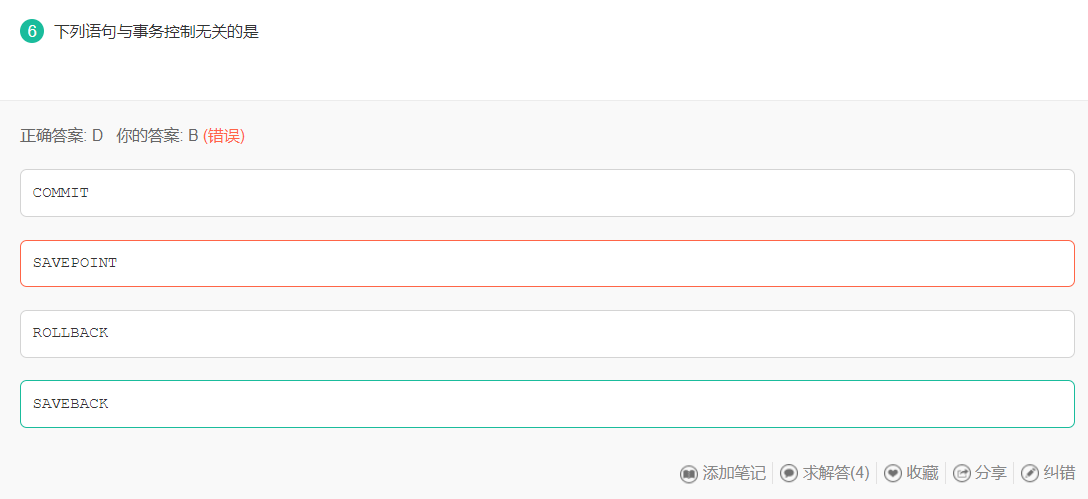 6 下列语句与事务控制无关的是
正确答案: D 你的答案: B (错误)
COMMIT
SAVEPOINT
ROLLBACK
SAVEBACK
添加笔记 求解答(4) 收藏 分享 纠错